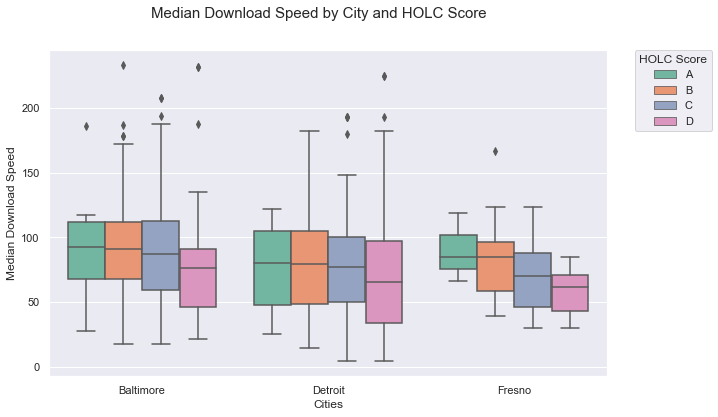 Median Download Speed by City and HOLC Score
HOLC Score
A
B
C
D
Median Download Speed
200
150
100
50
0
Baltimore
Detroit
Fresno
Cities